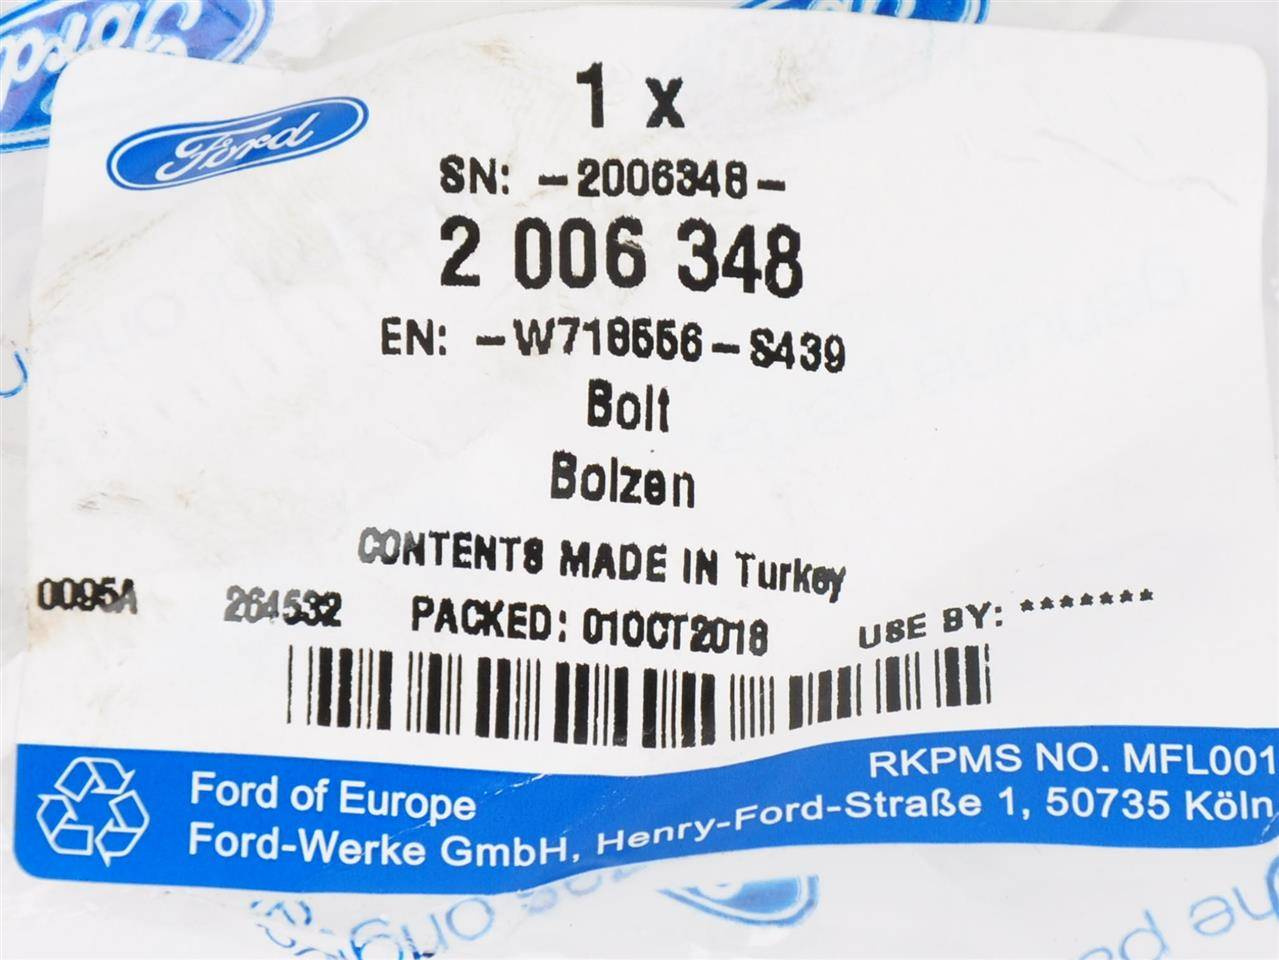 Ford
1 x
SN: -2006348-
2 006 348
EN: -W718556-S439
Bolt
Bolzen
CONTENTS MADE IN Turkey
0095A 264532 PACKED: 01OCT2018 USE BY: *******
RKPMS NO. MFL001
Ford of Europe
Ford-Werke GmbH, Henry-Ford-Straße 1, 50735 Köln